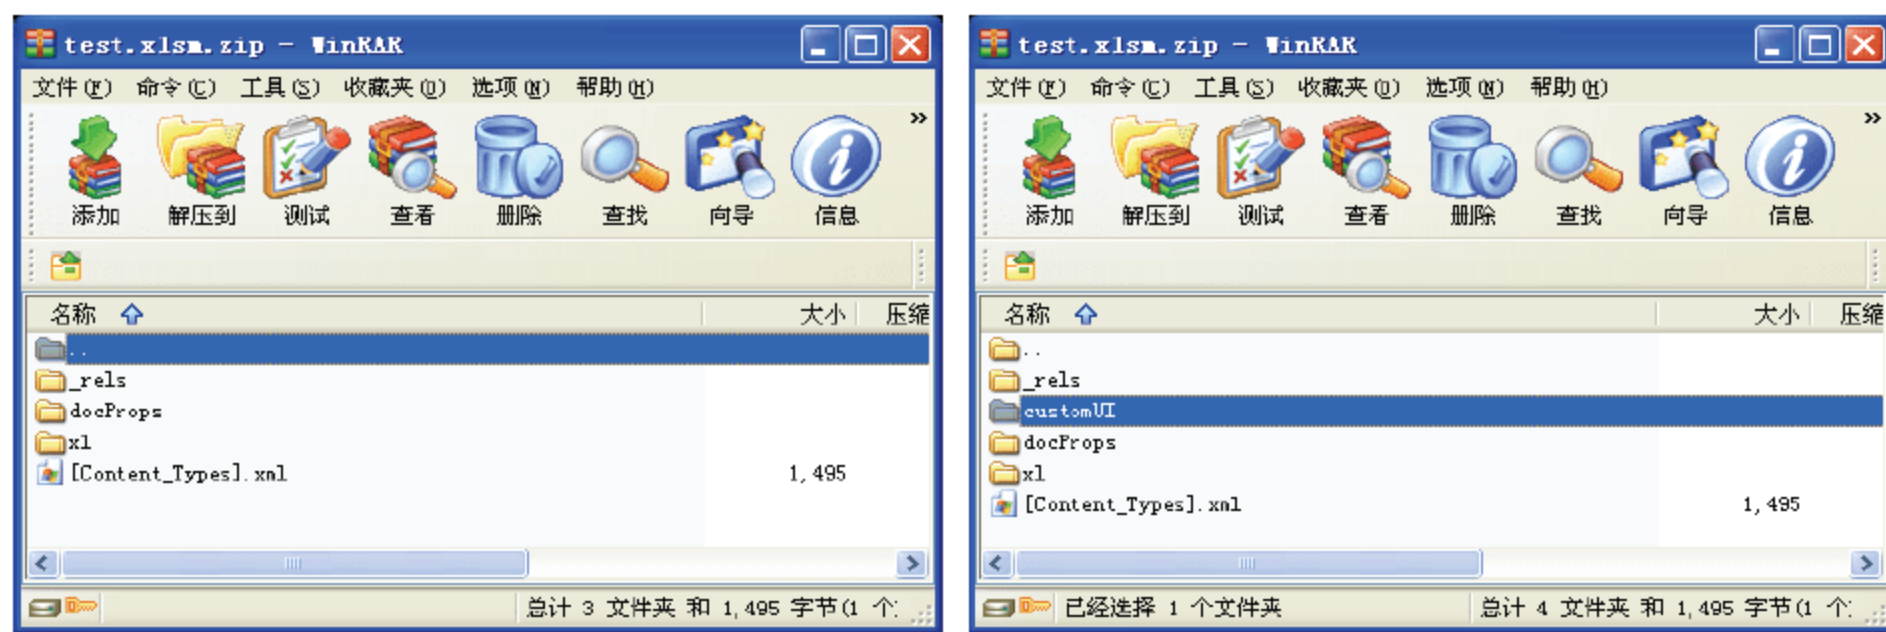 test.xlsm.zip - WinRAR
文件(F) 命令(C) 工具(S) 收藏夹(O) 选项(N) 帮助(H)
添加 解压到 测试 查看 删除 查找 向导 信息
»
名称 大小 压缩
..
_rels
docProps
xl
[Content_Types].xml 1,495
总计 3 文件夹 和 1,495 字节(1 个
test.xlsm.zip - WinRAR
文件(F) 命令(C) 工具(S) 收藏夹(O) 选项(N) 帮助(H)
添加 解压到 测试 查看 删除 查找 向导 信息
»
名称 大小 压缩
..
_rels
customUI
docProps
xl
[Content_Types].xml 1,495
已经选择 1 个文件夹 总计 4 文件夹 和 1,495 字节(1 个